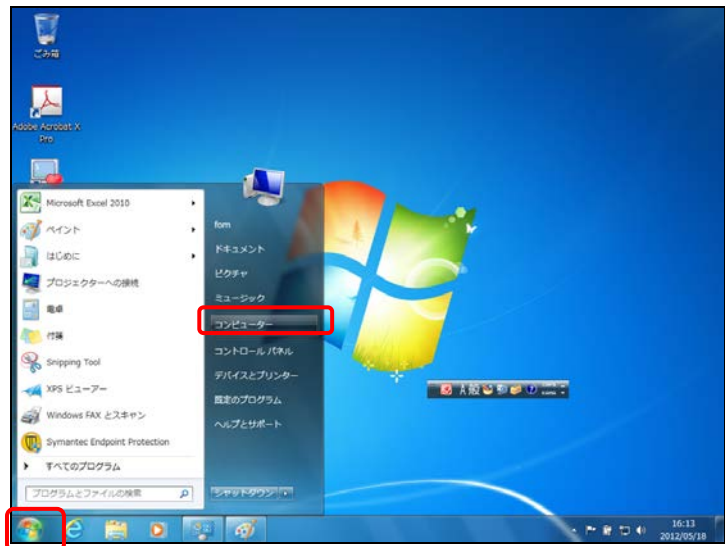 ごみ箱
Adobe Acrobat X
Pro
Microsoft Excel 2010
ペイント
はじめに
プロジェクターへの接続
電卓
付箋
Snipping Tool
XPS ビューアー
Windows FAX とスキャン
Symantec Endpoint Protection
すべてのプログラム
プログラムとファイルの検索
fom
ドキュメント
ピクチャ
ミュージック
コンピューター
コントロール パネル
デバイスとプリンター
既定のプログラム
ヘルプとサポート
シャットダウン
A 般
16:13
2012/05/18